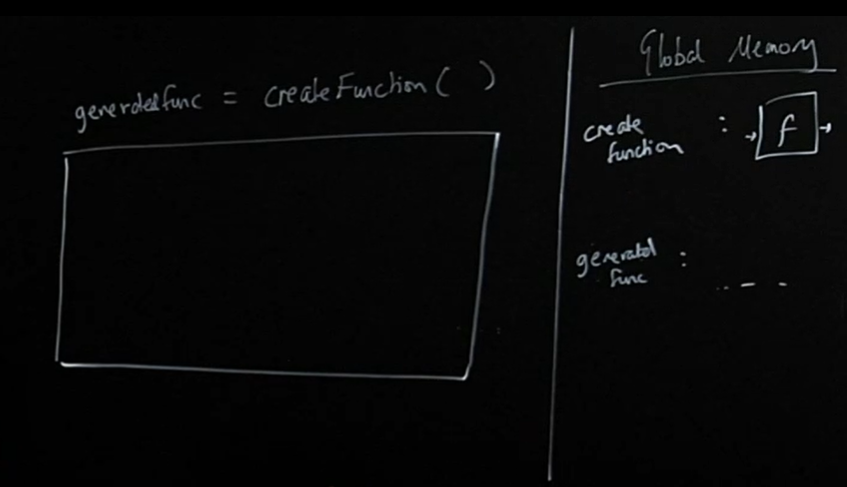 generatedfunc = createFunction( )
Global Memory
create
function : f
generated
func :